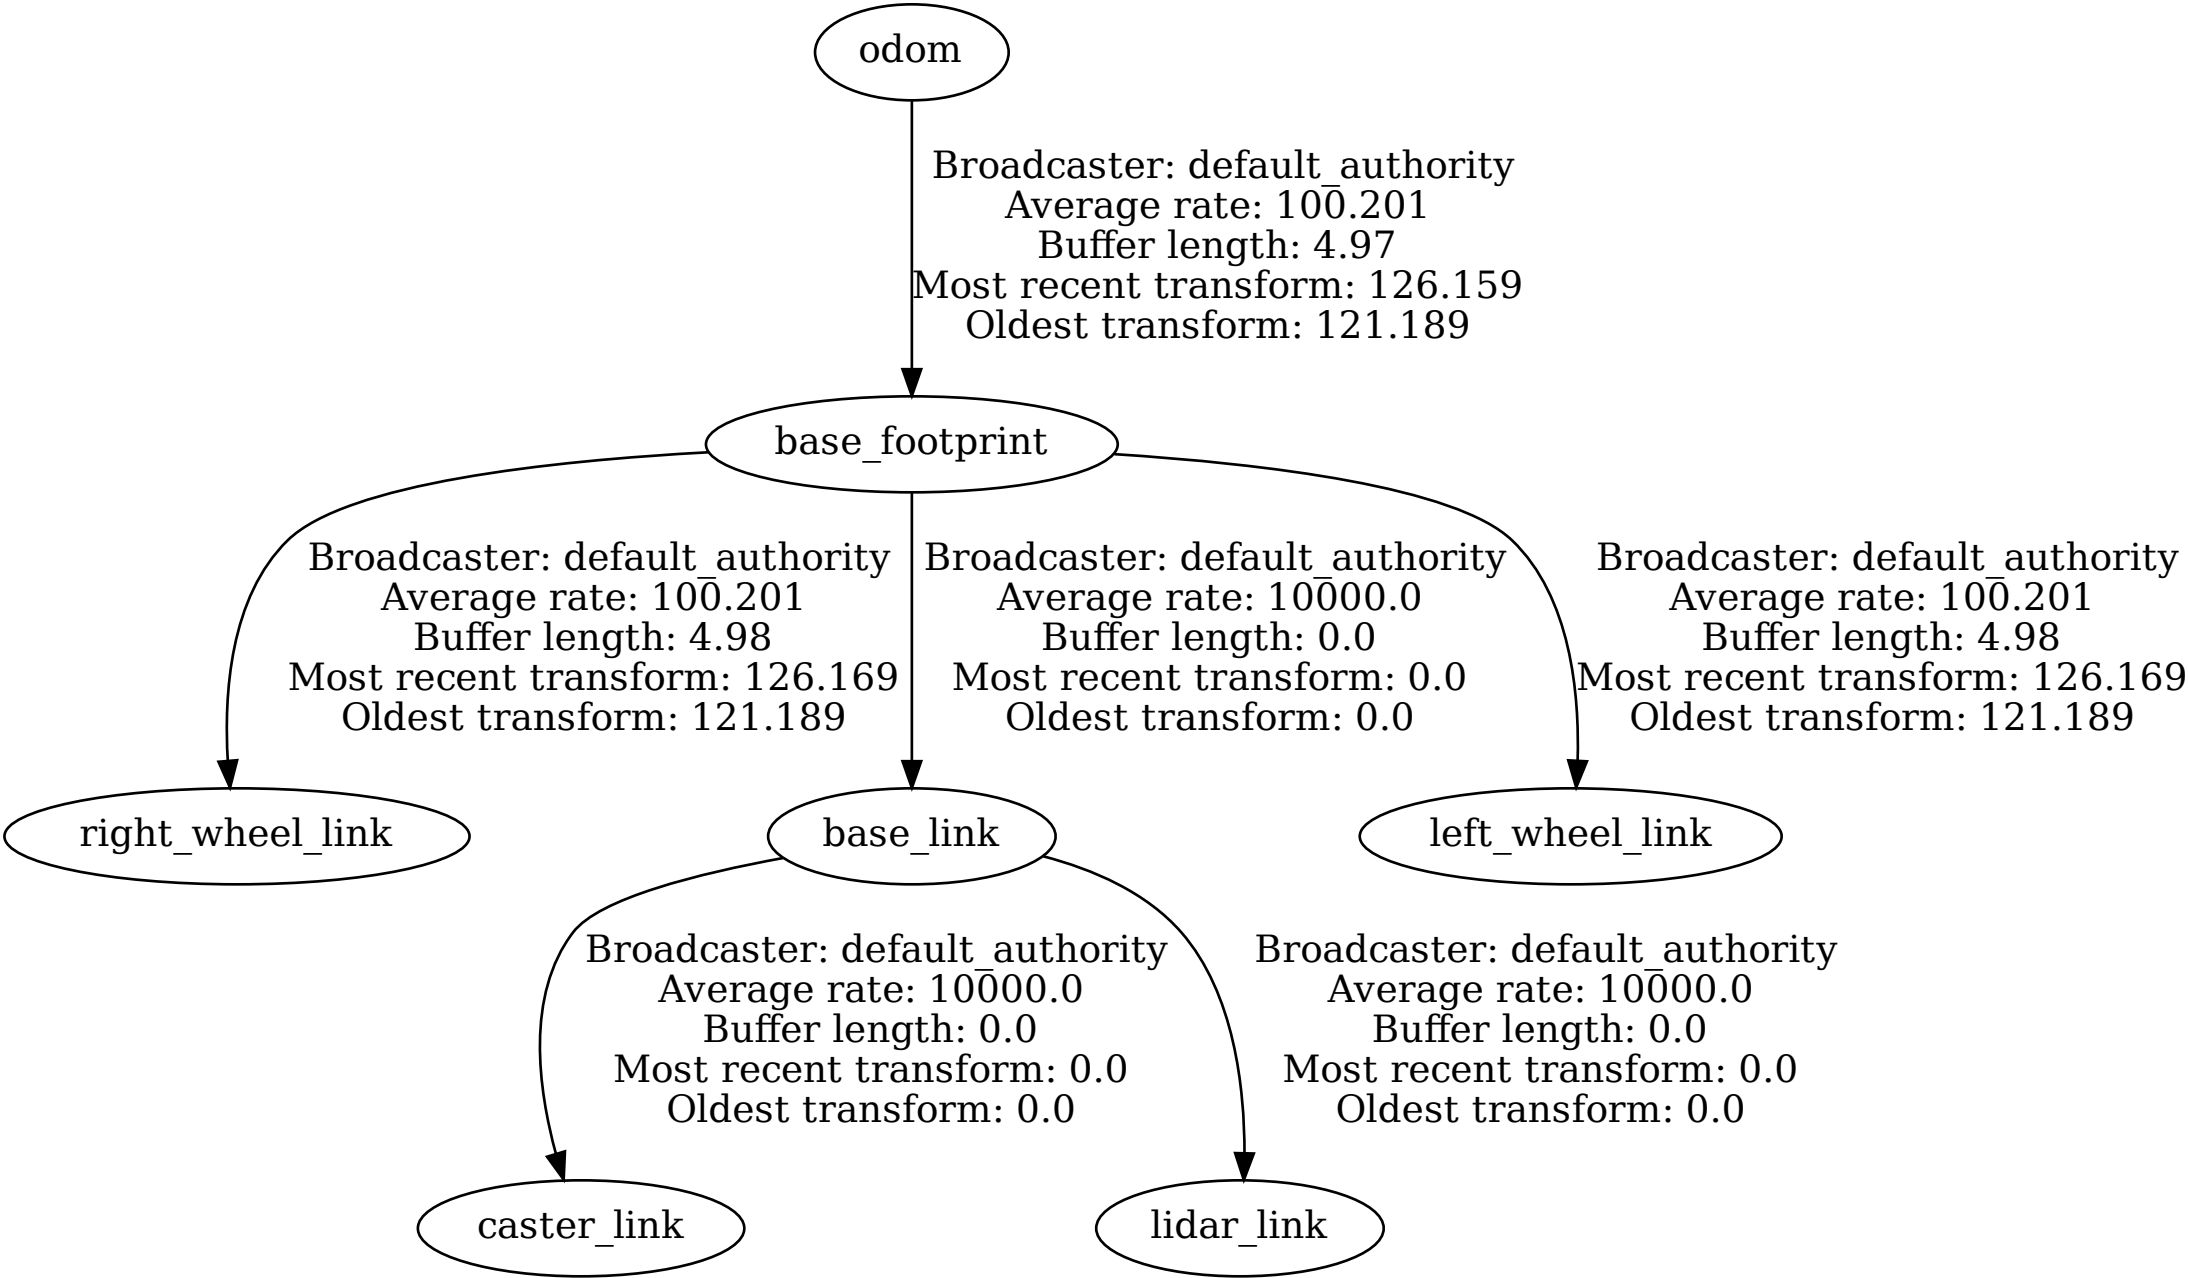 odom
Broadcaster: default_authority
Average rate: 100.201
Buffer length: 4.97
Most recent transform: 126.159
Oldest transform: 121.189
base_footprint
Broadcaster: default_authority
Average rate: 100.201
Buffer length: 4.98
Most recent transform: 126.169
Oldest transform: 121.189
Broadcaster: default_authority
Average rate: 10000.0
Buffer length: 0.0
Most recent transform: 0.0
Oldest transform: 0.0
Broadcaster: default_authority
Average rate: 100.201
Buffer length: 4.98
Most recent transform: 126.169
Oldest transform: 121.189
right_wheel_link
base_link
left_wheel_link
Broadcaster: default_authority
Average rate: 10000.0
Buffer length: 0.0
Most recent transform: 0.0
Oldest transform: 0.0
Broadcaster: default_authority
Average rate: 10000.0
Buffer length: 0.0
Most recent transform: 0.0
Oldest transform: 0.0
caster_link
lidar_link